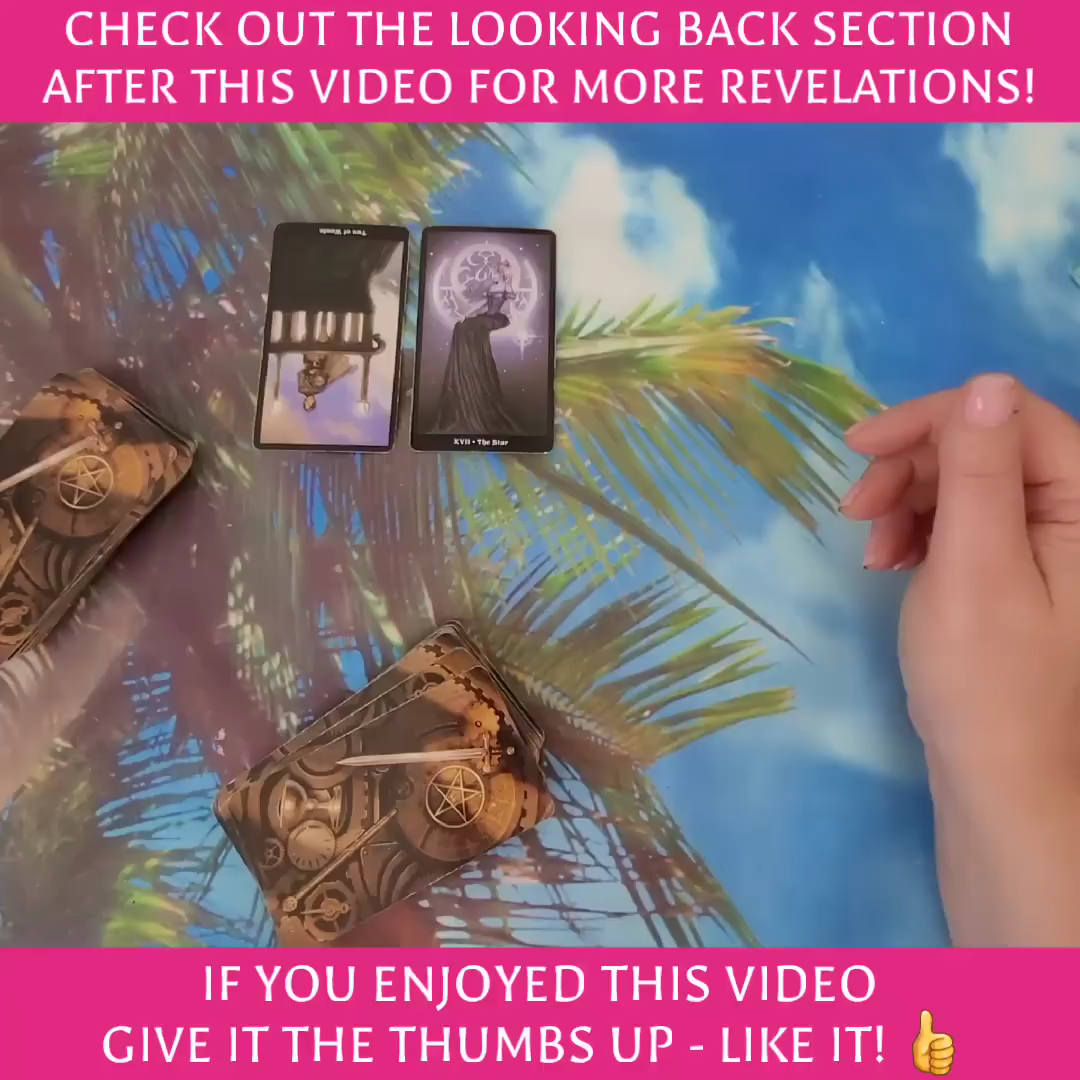 CHECK OUT THE LOOKING BACK SECTION
AFTER THIS VIDEO FOR MORE REVELATIONS!
Two of Wands
XVII • The Star
IF YOU ENJOYED THIS VIDEO
GIVE IT THE THUMBS UP - LIKE IT! 👍